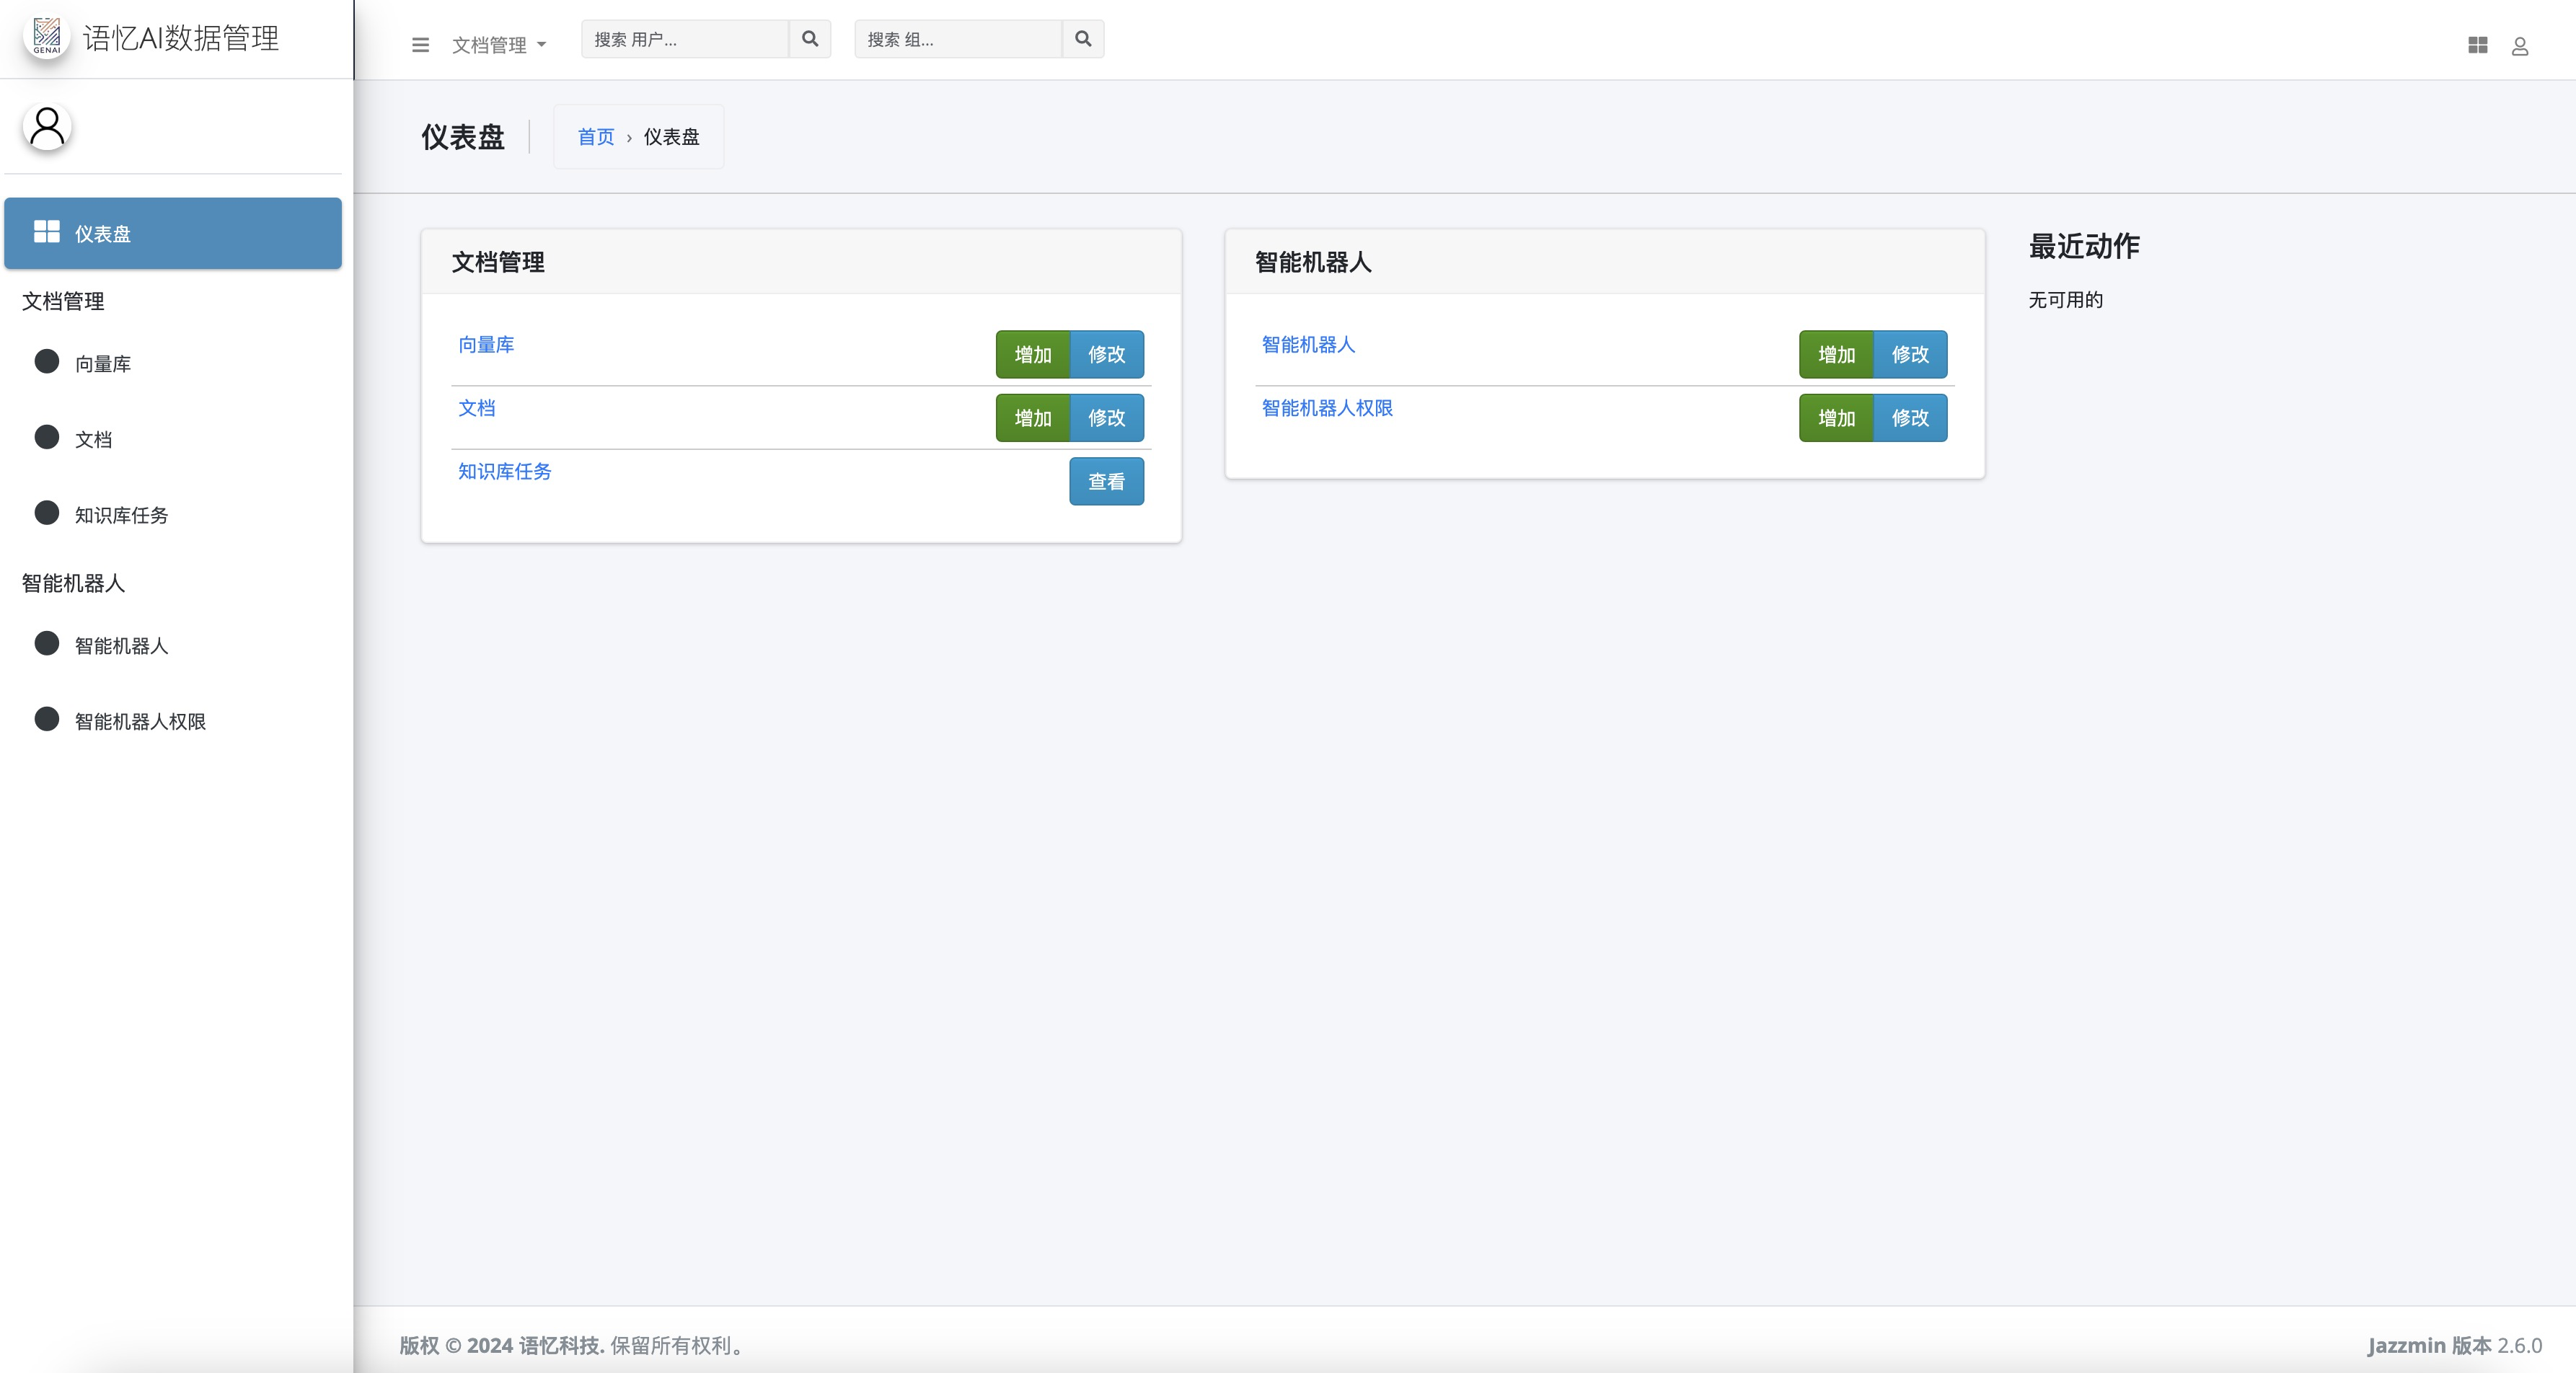 GENAI
语忆AI数据管理
文档管理
搜索 用户...
搜索 组...
仪表盘
文档管理
向量库
文档
知识库任务
智能机器人
智能机器人
智能机器人权限
仪表盘
首页 › 仪表盘
文档管理
向量库 增加 修改
文档 增加 修改
知识库任务 查看
智能机器人
智能机器人 增加 修改
智能机器人权限 增加 修改
最近动作
无可用的
版权 © 2024 语忆科技. 保留所有权利。
Jazzmin 版本 2.6.0